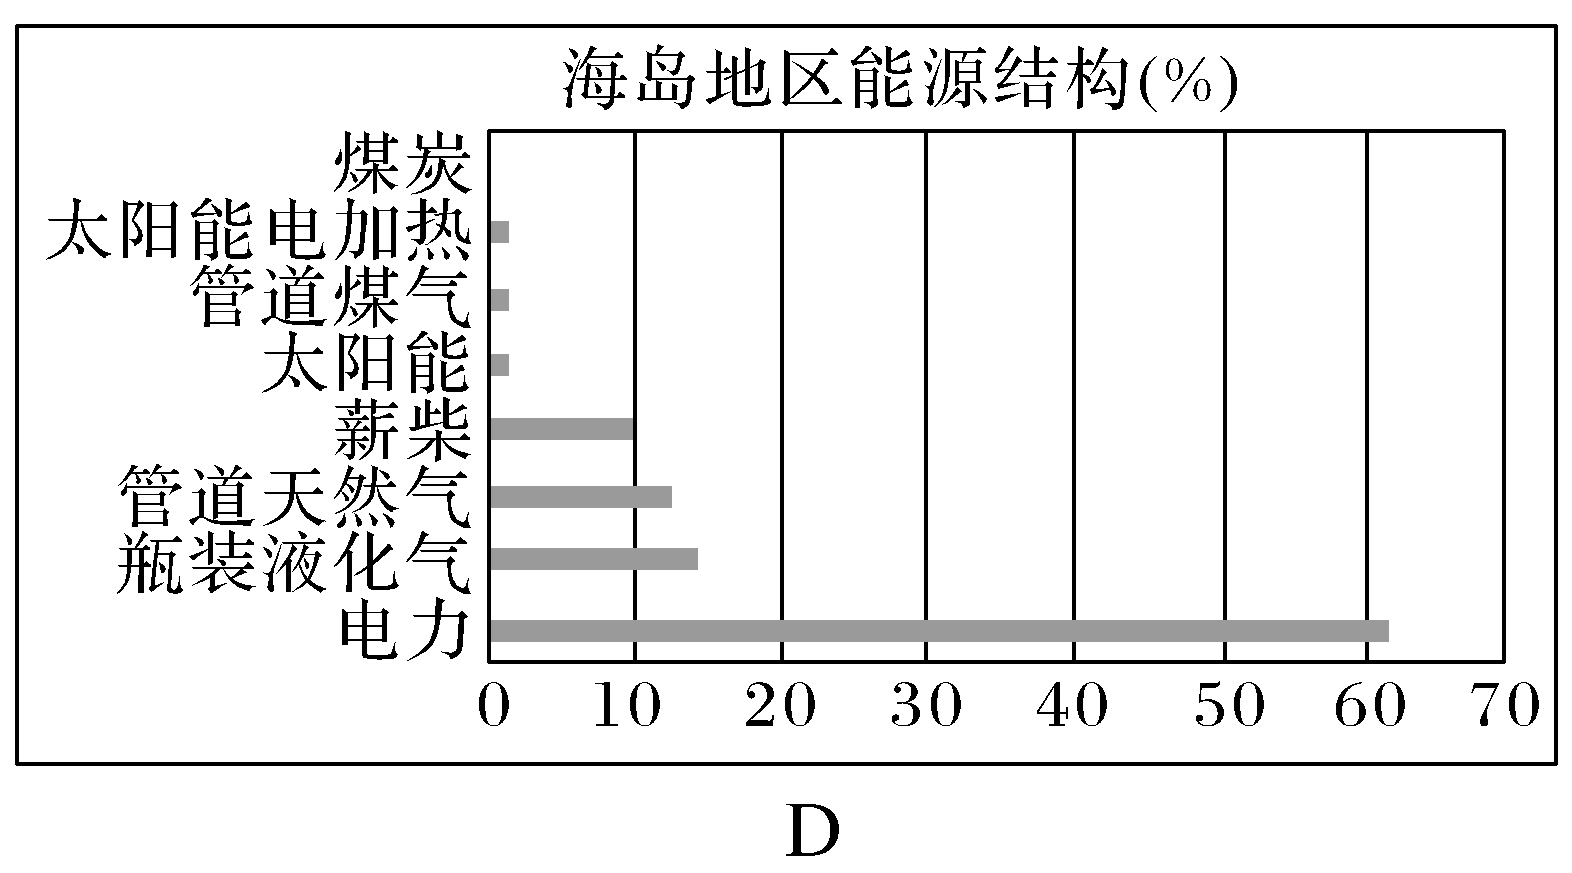 海岛地区能源结构(%)
煤炭
太阳能电加热
管道煤气
太阳能
薪柴
管道天然气
瓶装液化气
电力
0 10 20 30 40 50 60 70
D